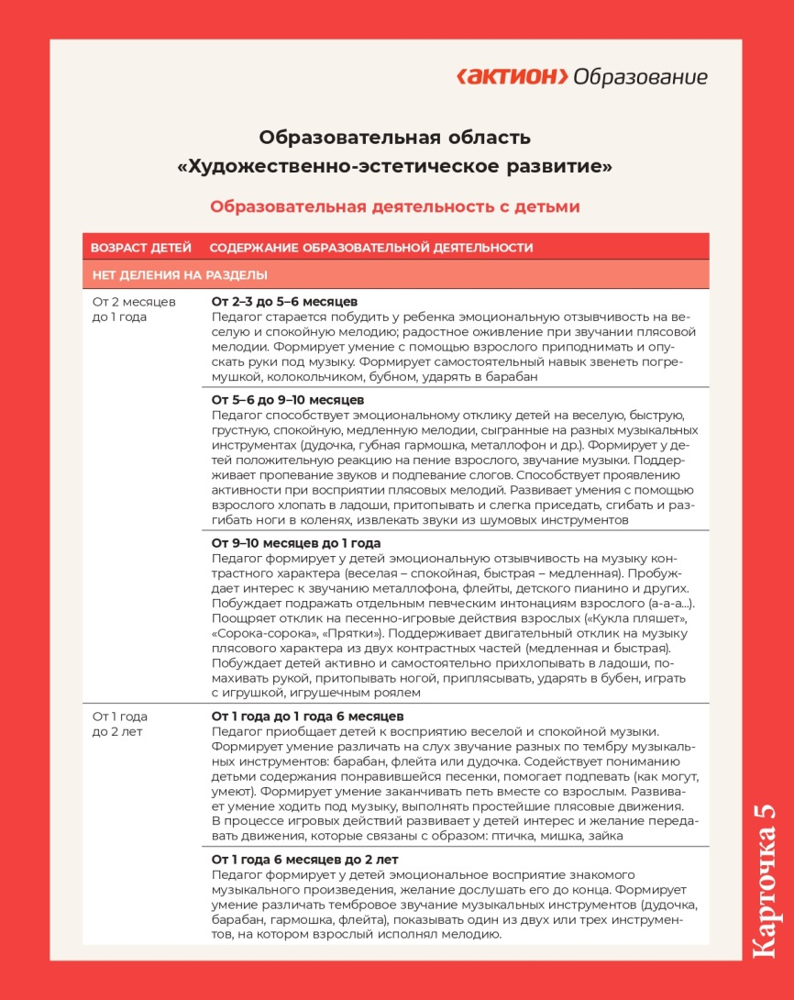 ‹актион› Образование
Образовательная область
«Художественно-эстетическое развитие»
Образовательная деятельность с детьми
ВОЗРАСТ ДЕТЕЙ СОДЕРЖАНИЕ ОБРАЗОВАТЕЛЬНОЙ ДЕЯТЕЛЬНОСТИ
НЕТ ДЕЛЕНИЯ НА РАЗДЕЛЫ
От 2 месяцев
до 1 года
От 2–3 до 5–6 месяцев
Педагог старается побудить у ребенка эмоциональную отзывчивость на ве-
селую и спокойную мелодию; радостное оживление при звучании плясовой
мелодии. Формирует умение с помощью взрослого приподнимать и опу-
скать руки под музыку. Формирует самостоятельный навык звенеть погре-
мушкой, колокольчиком, бубном, ударять в барабан
От 5–6 до 9–10 месяцев
Педагог способствует эмоциональному отклику детей на веселую, быструю,
грустную, спокойную, медленную мелодии, сыгранные на разных музыкальных
инструментах (дудочка, губная гармошка, металлофон и др.). Формирует у де-
тей положительную реакцию на пение взрослого, звучание музыки. Поддер-
живает пропевание звуков и подпевание слогов. Способствует проявлению
активности при восприятии плясовых мелодий. Развивает умения с помощью
взрослого хлопать в ладоши, притопывать и слегка приседать, сгибать и раз-
гибать ноги в коленях, извлекать звуки из шумовых инструментов
От 9–10 месяцев до 1 года
Педагог формирует у детей эмоциональную отзывчивость на музыку кон-
трастного характера (веселая – спокойная, быстрая – медленная). Пробуж-
дает интерес к звучанию металлофона, флейты, детского пианино и других.
Побуждает подражать отдельным певческим интонациям взрослого (а-а-а...).
Поощряет отклик на песенно-игровые действия взрослых («Кукла пляшет»,
«Сорока-сорока», «Прятки»). Поддерживает двигательный отклик на музыку
плясового характера из двух контрастных частей (медленная и быстрая).
Побуждает детей активно и самостоятельно прихлопывать в ладоши, по-
махивать рукой, притопывать ногой, приплясывать, ударять в бубен, играть
с игрушкой, игрушечным роялем
От 1 года
до 2 лет
От 1 года до 1 года 6 месяцев
Педагог приобщает детей к восприятию веселой и спокойной музыки.
Формирует умение различать на слух звучание разных по тембру музыкаль-
ных инструментов: барабан, флейта или дудочка. Содействует пониманию
детьми содержания понравившейся песенки, помогает подпевать (как могут,
умеют). Формирует умение заканчивать петь вместе со взрослым. Развива-
ет умение ходить под музыку, выполнять простейшие плясовые движения.
В процессе игровых действий развивает у детей интерес и желание переда-
вать движения, которые связаны с образом: птичка, мишка, зайка
От 1 года 6 месяцев до 2 лет
Педагог формирует у детей эмоциональное восприятие знакомого
музыкального произведения, желание дослушать его до конца. Формирует
умение различать тембровое звучание музыкальных инструментов (дудочка,
барабан, гармошка, флейта), показывать один из двух или трех инструмен-
тов, на котором взрослый исполнял мелодию.
Карточка 5